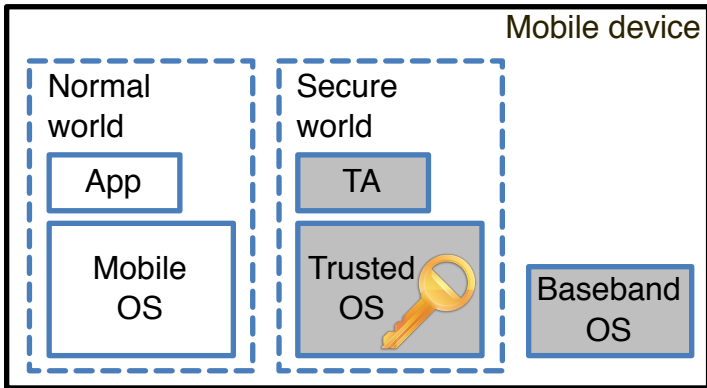 Mobile device
Normal
world
App
Mobile
OS
Secure
world
TA
Trusted
OS
Baseband
OS